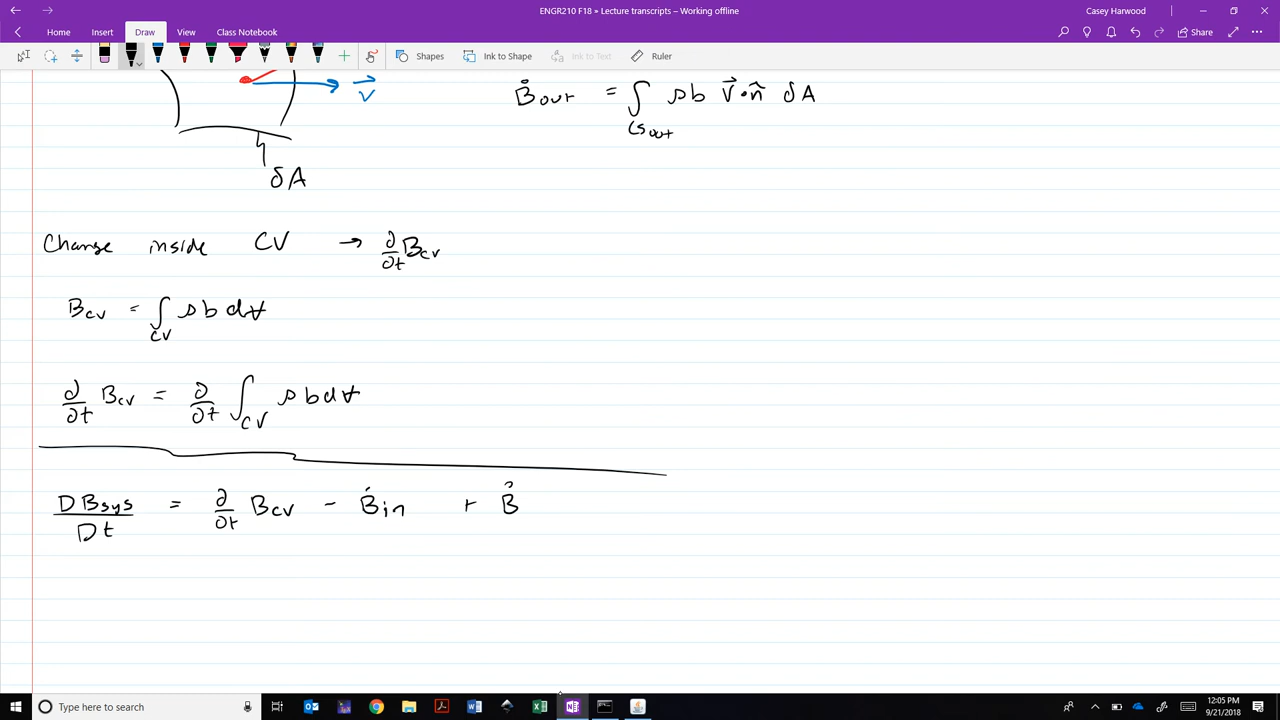 ENGR210 F18 » Lecture transcripts – Working offline
Casey Harwood
Home Insert Draw View Class Notebook
Share
Shapes Ink to Shape Ink to Text Ruler
V⃗
Ḃout = ∫CSout ρb V⃗·n̂ δA
δA
Change inside CV → ∂/∂t Bcv
Bcv = ∫CV ρb dV̶
∂/∂t Bcv = ∂/∂t ∫CV ρb dV̶
DBsys/Dt = ∂/∂t Bcv - Ḃin + Ḃ
Type here to search
12:05 PM
9/21/2018